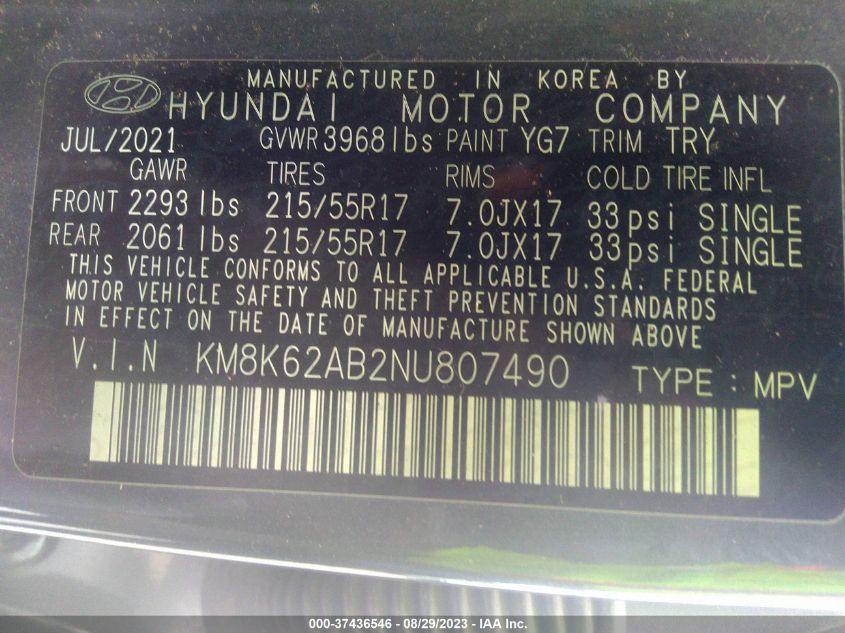 MANUFACTURED IN KOREA BY
HYUNDAI MOTOR COMPANY
JUL/2021 GVWR 3968 lbs PAINT YG7 TRIM TRY
GAWR TIRES RIMS COLD TIRE INFL
FRONT 2293 lbs 215/55R17 7.0JX17 33psi SINGLE
REAR 2061 lbs 215/55R17 7.0JX17 33psi SINGLE
THIS VEHICLE CONFORMS TO ALL APPLICABLE U.S.A. FEDERAL
MOTOR VEHICLE SAFETY AND THEFT PREVENTION STANDARDS
IN EFFECT ON THE DATE OF MANUFACTURE SHOWN ABOVE
V.I.N KM8K62AB2NU807490 TYPE : MPV
000-37436546 - 08/29/2023 - IAA Inc.